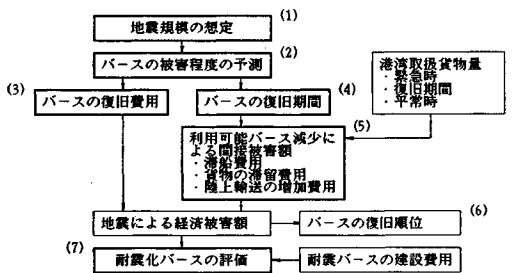 (1)
地震規模の想定
(2)
バースの被害程度の予測
(3)
バースの復旧費用
(4)
バースの復旧期間
港湾取扱貨物量
・緊急時
・復旧期間
・平常時
(5)
利用可能バース減少に
よる間接被害額
・滞船費用
・貨物の滞留費用
・陸上輸送の増加費用
地震による経済被害額
(6)
バースの復旧順位
(7)
耐震化バースの評価
耐震バースの建設費用